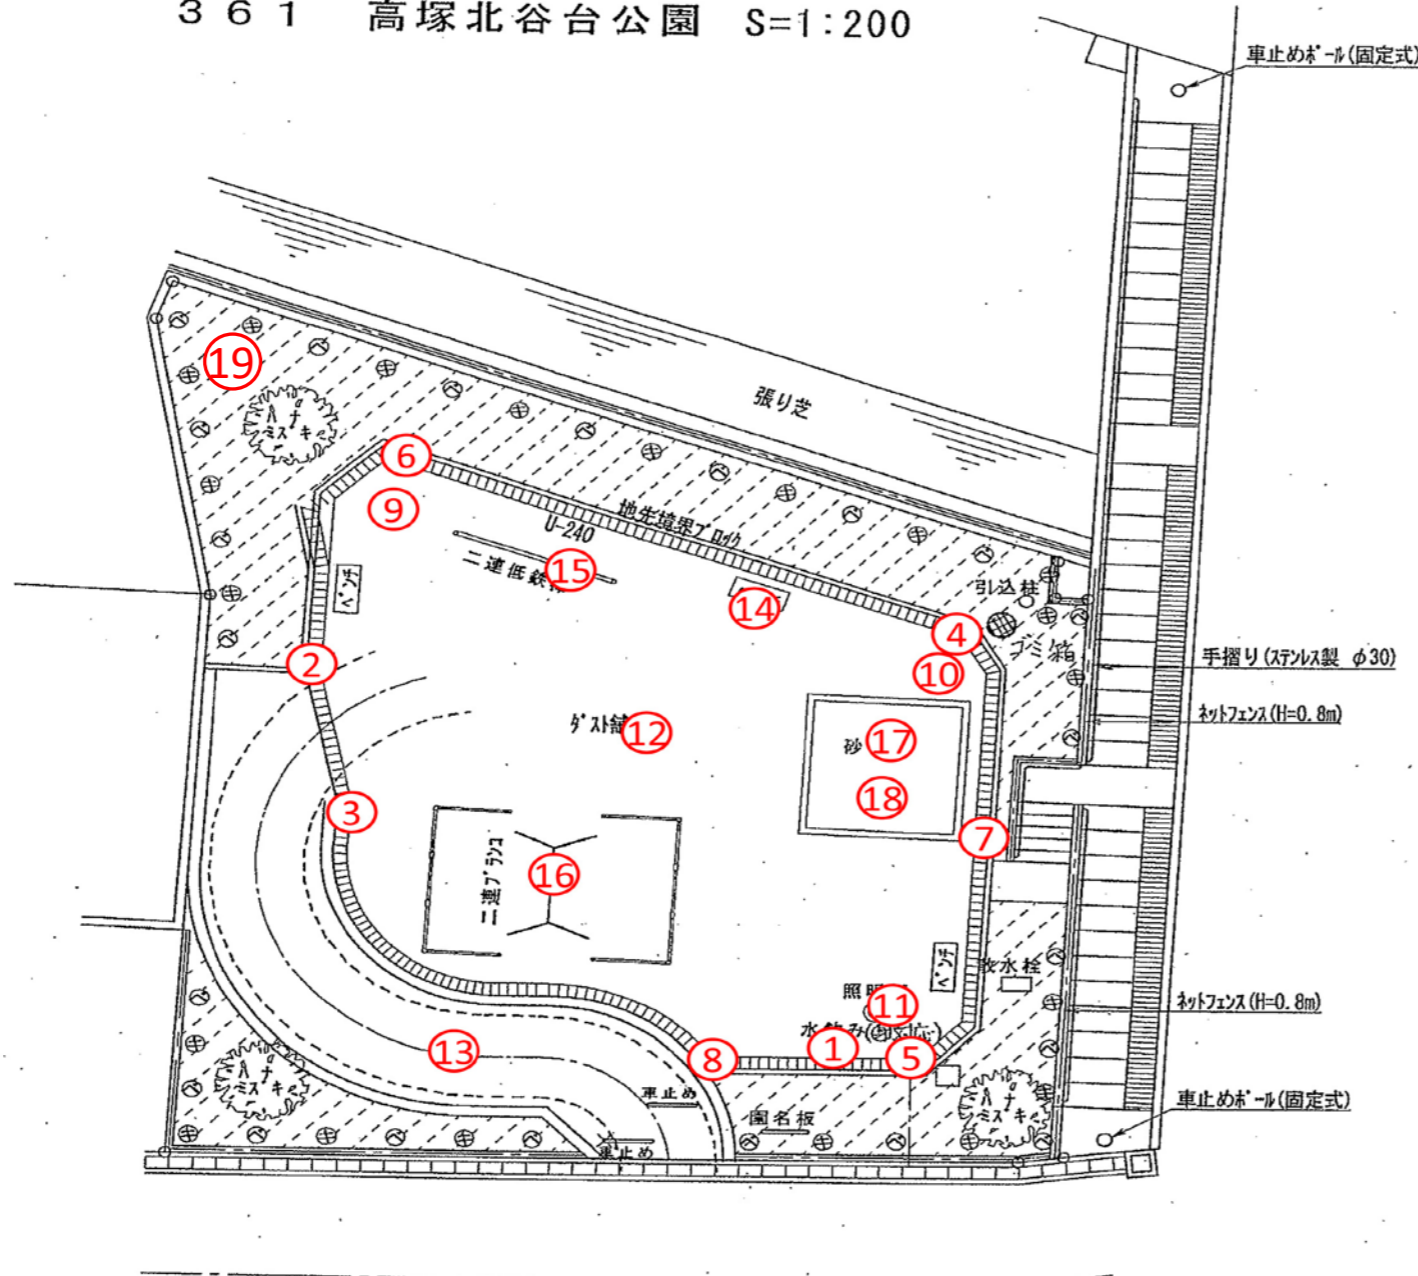 361 高塚北谷台公園 S=1:200
車止めポール(固定式)
張り芝
19
ハナ
ミズキ
6
9
地先境界ブロック
U-240
二連低鉄
15
14
引込柱
4
ゴミ箱
10
ベンチ
2
手摺り(ステンレス製 φ30)
ネットフェンス(H=0.8m)
ダスト舗
12
砂
17
18
3
7
二連ブランコ
16
ベンチ
散水栓
照明
11
ネットフェンス(H=0.8m)
水飲み
1
5
8
13
ハナ
ミズキ
車止め
園名板
ハナ
ミズキ
車止めポール(固定式)
車止め